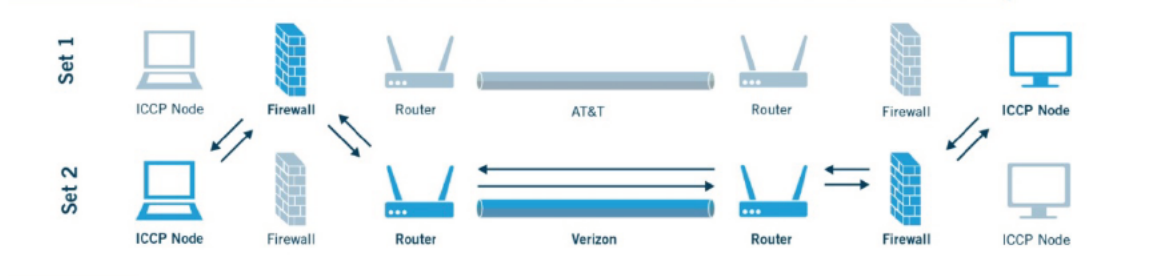 Set 1
ICCP Node
Firewall
Router
AT&T
Router
Firewall
ICCP Node
Set 2
ICCP Node
Firewall
Router
Verizon
Router
Firewall
ICCP Node